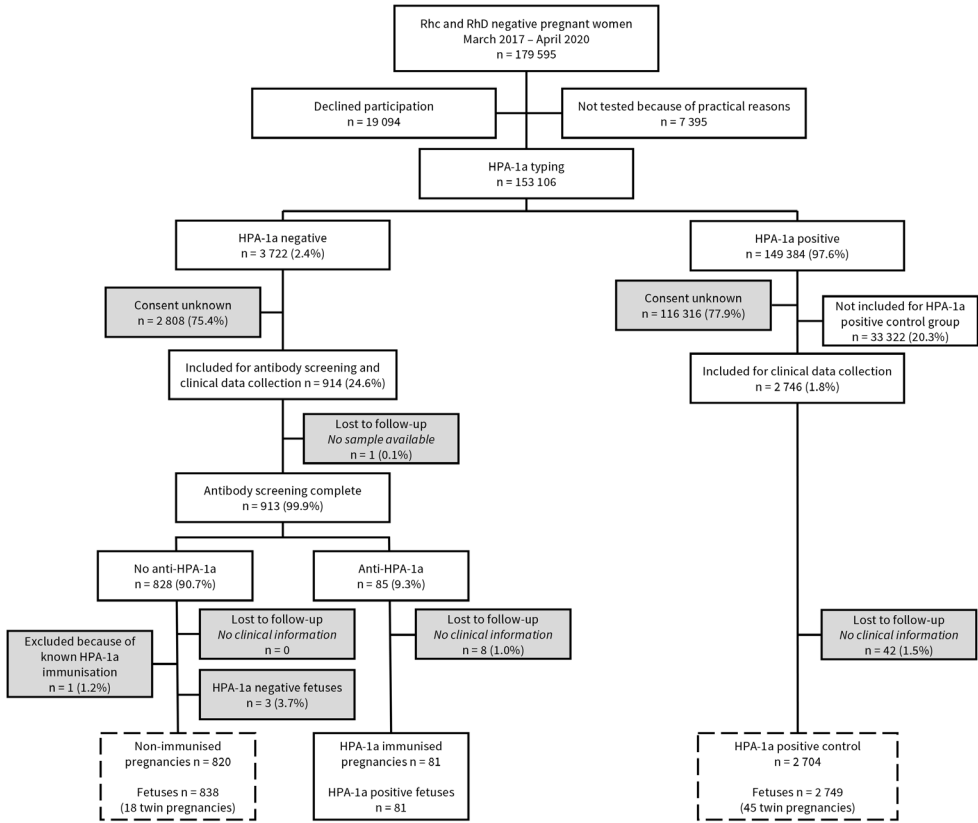 Rhc and RhD negative pregnant women
March 2017 – April 2020
n = 179 595
Declined participation
n = 19 094
Not tested because of practical reasons
n = 7 395
HPA-1a typing
n = 153 106
HPA-1a negative
n = 3 722 (2.4%)
HPA-1a positive
n = 149 384 (97.6%)
Consent unknown
n = 2 808 (75.4%)
Consent unknown
n = 116 316 (77.9%)
Not included for HPA-1a
positive control group
n = 33 322 (20.3%)
Included for antibody screening and
clinical data collection n = 914 (24.6%)
Included for clinical data collection
n = 2 746 (1.8%)
Lost to follow-up
No sample available
n = 1 (0.1%)
Antibody screening complete
n = 913 (99.9%)
No anti-HPA-1a
n = 828 (90.7%)
Anti-HPA-1a
n = 85 (9.3%)
Lost to follow-up
No clinical information
n = 0
Lost to follow-up
No clinical information
n = 8 (1.0%)
Lost to follow-up
No clinical information
n = 42 (1.5%)
Excluded because of
known HPA-1a
immunisation
n = 1 (1.2%)
HPA-1a negative fetuses
n = 3 (3.7%)
Non-immunised
pregnancies n = 820
Fetuses n = 838
(18 twin pregnancies)
HPA-1a immunised
pregnancies n = 81
HPA-1a positive fetuses
n = 81
HPA-1a positive control
n = 2 704
Fetuses n = 2 749
(45 twin pregnancies)